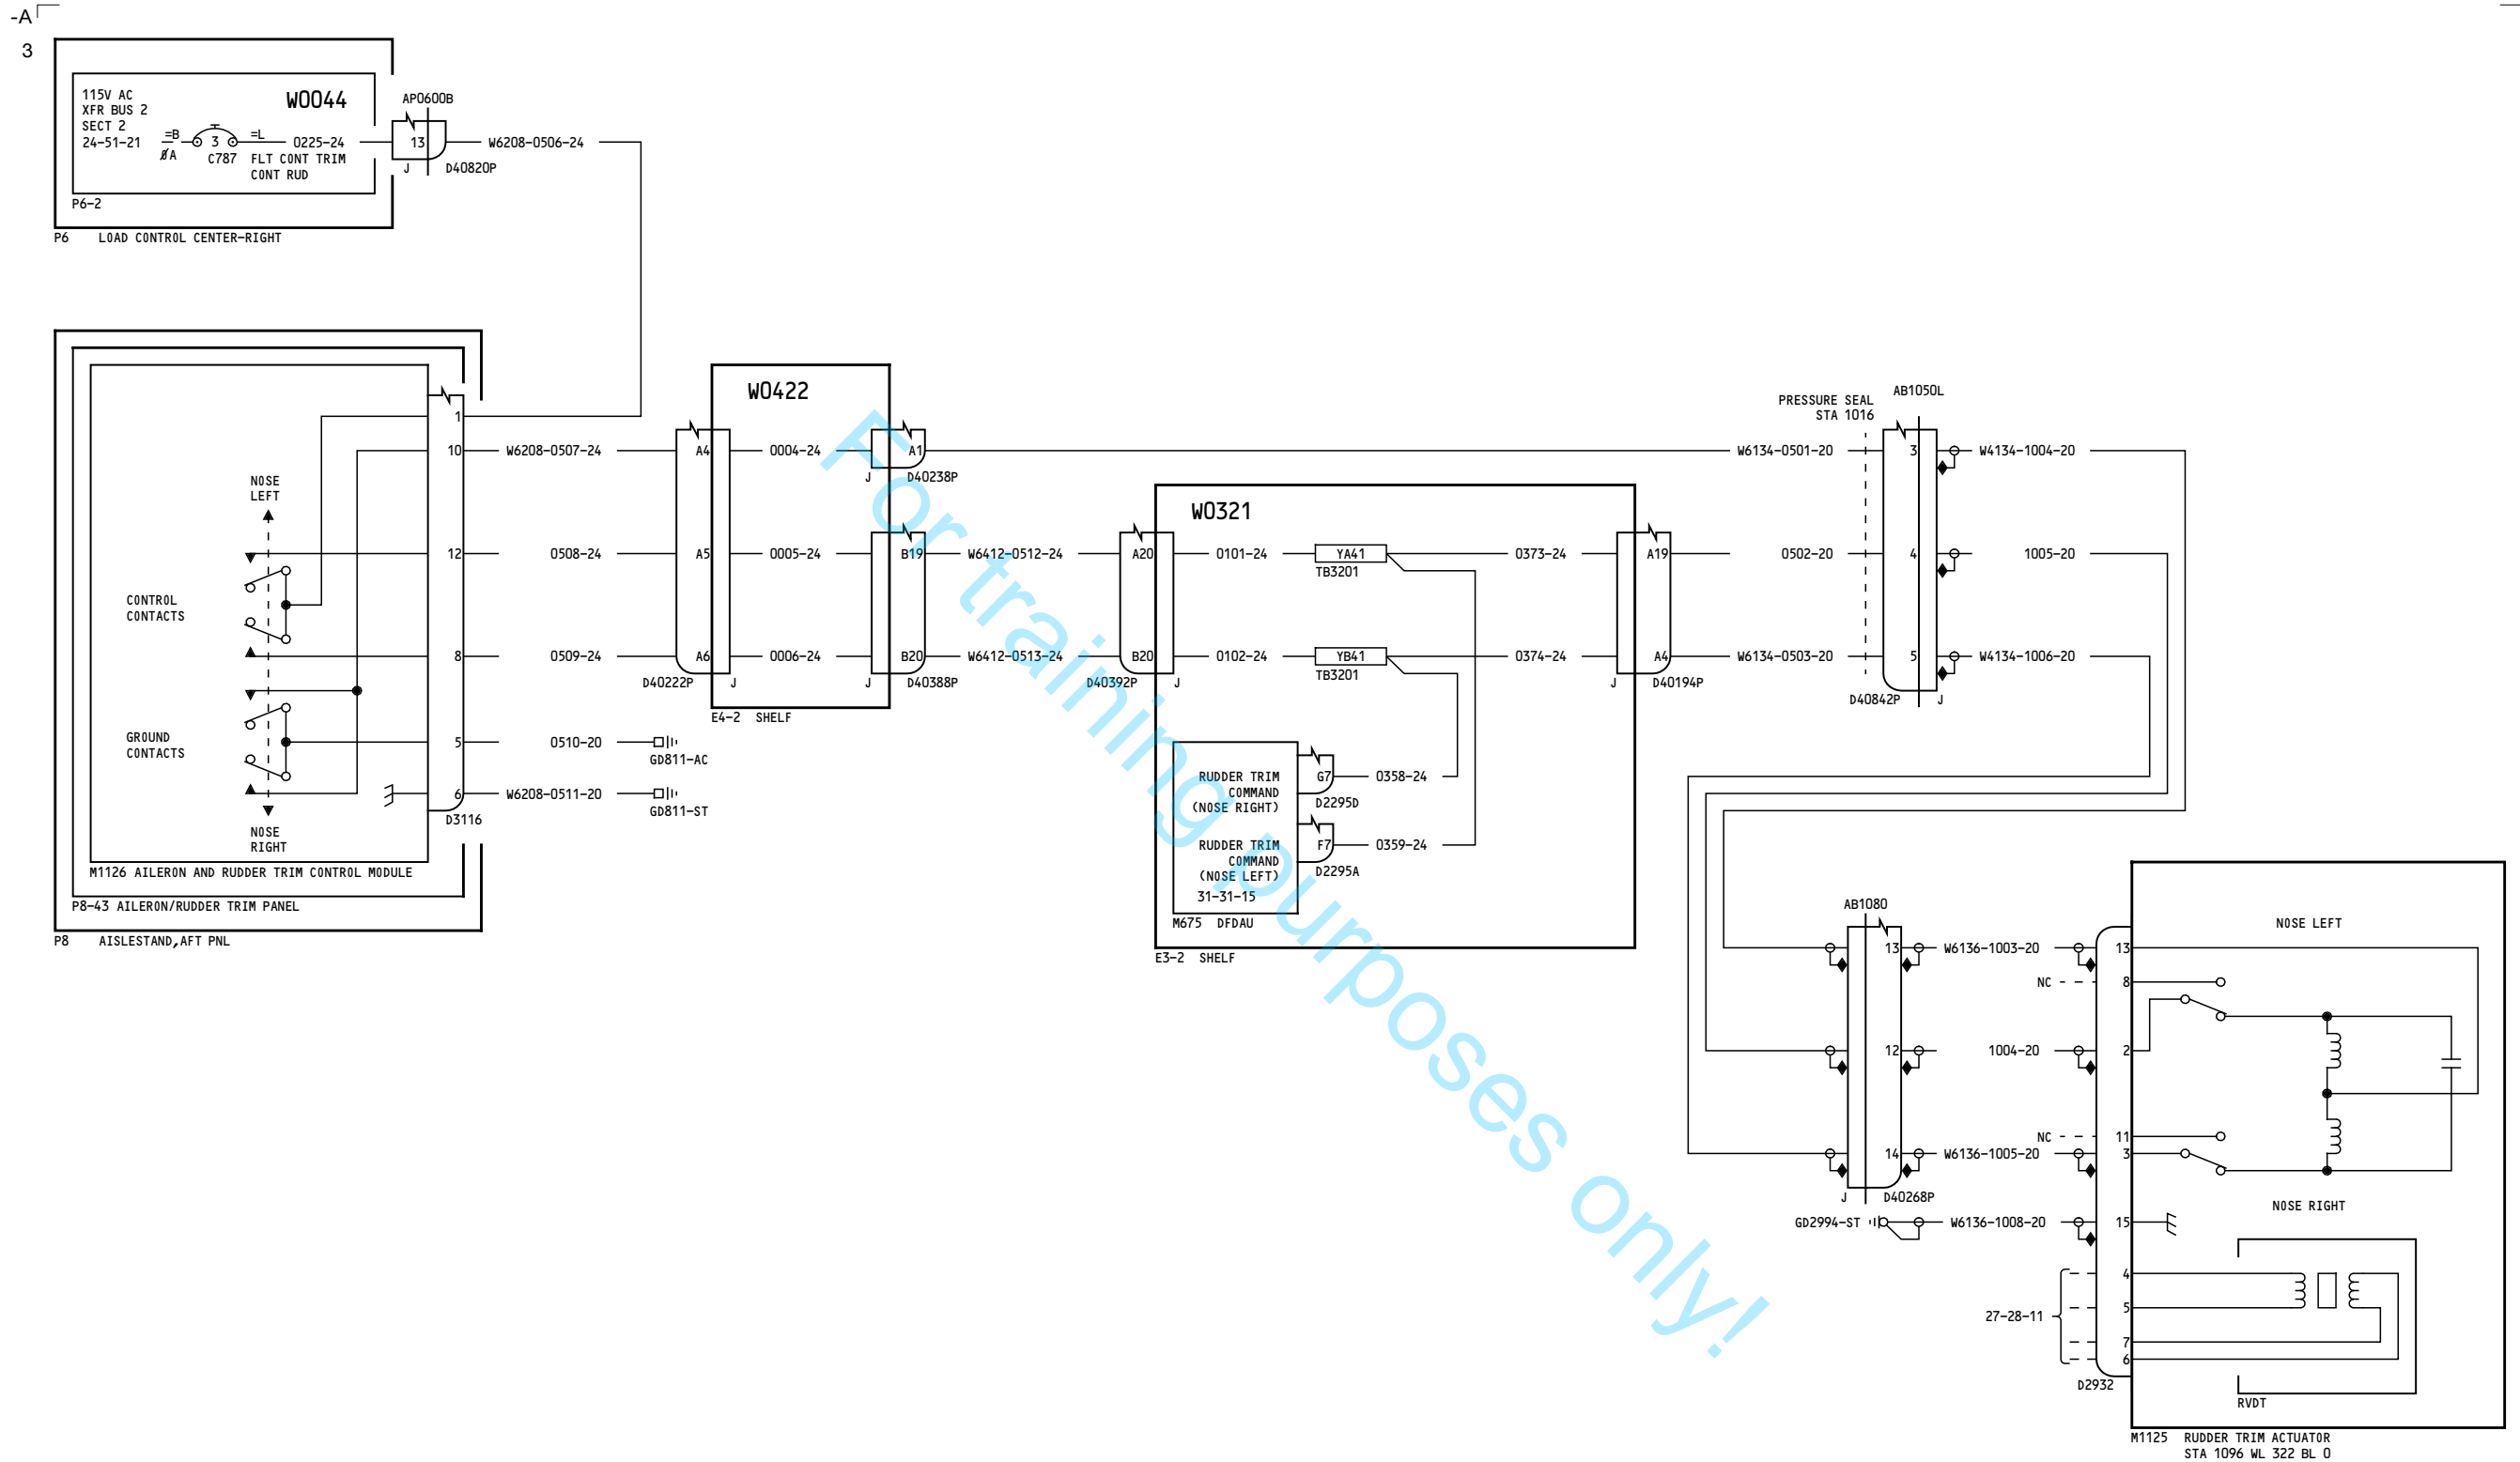 -A
3
115V AC
XFR BUS 2
SECT 2
24-51-21
=B
ØA
3
C787
=L
W0044
0225-24
FLT CONT TRIM
CONT RUD
P6-2
P6 LOAD CONTROL CENTER-RIGHT
AP0600B
13
J
D40820P
W6208-0506-24
NOSE
LEFT
CONTROL
CONTACTS
GROUND
CONTACTS
NOSE
RIGHT
1
10
12
8
5
6
D3116
M1126 AILERON AND RUDDER TRIM CONTROL MODULE
P8-43 AILERON/RUDDER TRIM PANEL
P8 AISLESTAND,AFT PNL
W6208-0507-24
0508-24
0509-24
0510-20
GD811-AC
W6208-0511-20
GD811-ST
W0422
A4
A5
A6
D40222P
J
0004-24
0005-24
0006-24
A1
J
D40238P
B19
B20
J
D40388P
E4-2 SHELF
W6412-0512-24
W6412-0513-24
W0321
A20
B20
D40392P
J
0101-24
YA41
TB3201
0373-24
0102-24
YB41
TB3201
0374-24
A19
A4
J
D40194P
RUDDER TRIM
COMMAND
(NOSE RIGHT)
G7
D2295D
0358-24
RUDDER TRIM
COMMAND
(NOSE LEFT)
F7
D2295A
0359-24
31-31-15
M675 DFDAU
E3-2 SHELF
PRESSURE SEAL
STA 1016
AB1050L
W6134-0501-20
3
W4134-1004-20
0502-20
4
1005-20
W6134-0503-20
5
W4134-1006-20
D40842P
J
AB1080
13
W6136-1003-20
12
1004-20
14
W6136-1005-20
J
D40268P
GD2994-ST
W6136-1008-20
NC
NC
27-28-11
13
8
2
11
3
15
4
5
7
6
D2932
NOSE LEFT
NOSE RIGHT
RVDT
M1125 RUDDER TRIM ACTUATOR
STA 1096 WL 322 BL 0
For training purposes only!